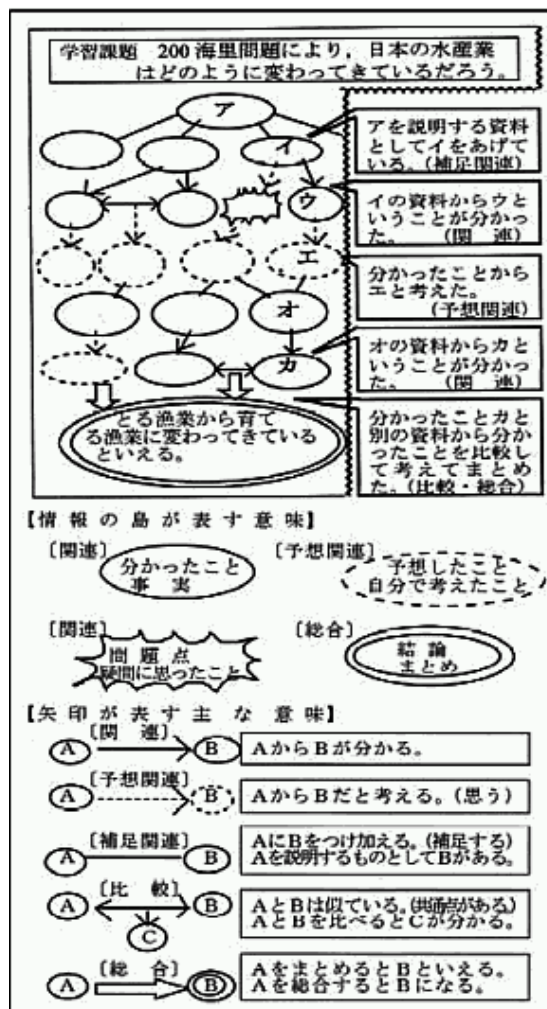 学習課題 200海里問題により，日本の水産業
はどのように変わってきているだろう。
ア
イ
アを説明する資料
としてイをあげて
いる。(補足関連)
ウ
イの資料からウと
いうことが分かっ
た。 (関 連)
エ
分かったことから
エと考えた。
(予想関連)
オ
カ
オの資料からカと
いうことが分かっ
た。 (関 連)
とる漁業から育て
る漁業に変わってきている
といえる。
分かったことカと
別の資料から分か
ったことを比較し
て考えてまとめ
た。(比較・総合)
【情報の島が表す意味】
〔関連〕
分かったこと
事 実
〔予想関連〕
予想したこと
自分で考えたこと
〔関連〕
問 題 点
疑問に思ったこと
〔総合〕
結 論
まとめ
【矢印が表す主な意味】
〔関 連〕
A B AからBが分かる。
〔予想関連〕
A B AからBだと考える。(思う)
〔補足関連〕
A B
AにBをつけ加える。(補足する)
Aを説明するものとしてBがある。
〔比 較〕
A B
C
AとBは似ている。(共通点がある)
AとBを比べるとCが分かる。
〔総 合〕
A B
AをまとめるとBといえる。
Aを総合するとBになる。